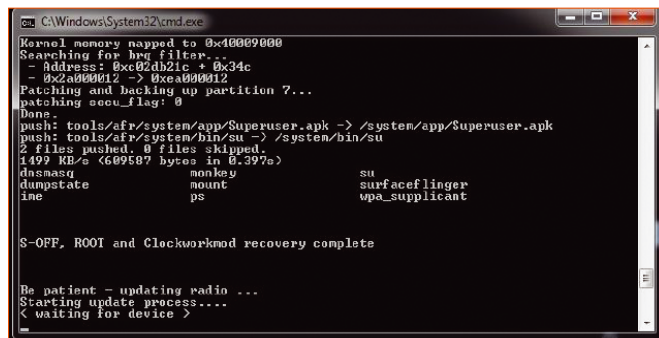 C:\Windows\System32\cmd.exe
Kernel memory mapped to 0x40009000
Searching for brq filter...
- Address: 0xc02db21c + 0x34c
- 0x2a000012 -> 0xea000012
Patching and backing up partition 7...
patching secu_flag: 0
Done.
push: tools/afr/system/app/Superuser.apk -> /system/app/Superuser.apk
push: tools/afr/system/bin/su -> /system/bin/su
2 files pushed. 0 files skipped.
1499 KB/s (609587 bytes in 0.397s)
dnsmasq monkey su
dumpstate mount surfaceflinger
ime ps wpa_supplicant
S-OFF, ROOT and Clockworkmod recovery complete
Be patient - updating radio ...
Starting update process....
< waiting for device >